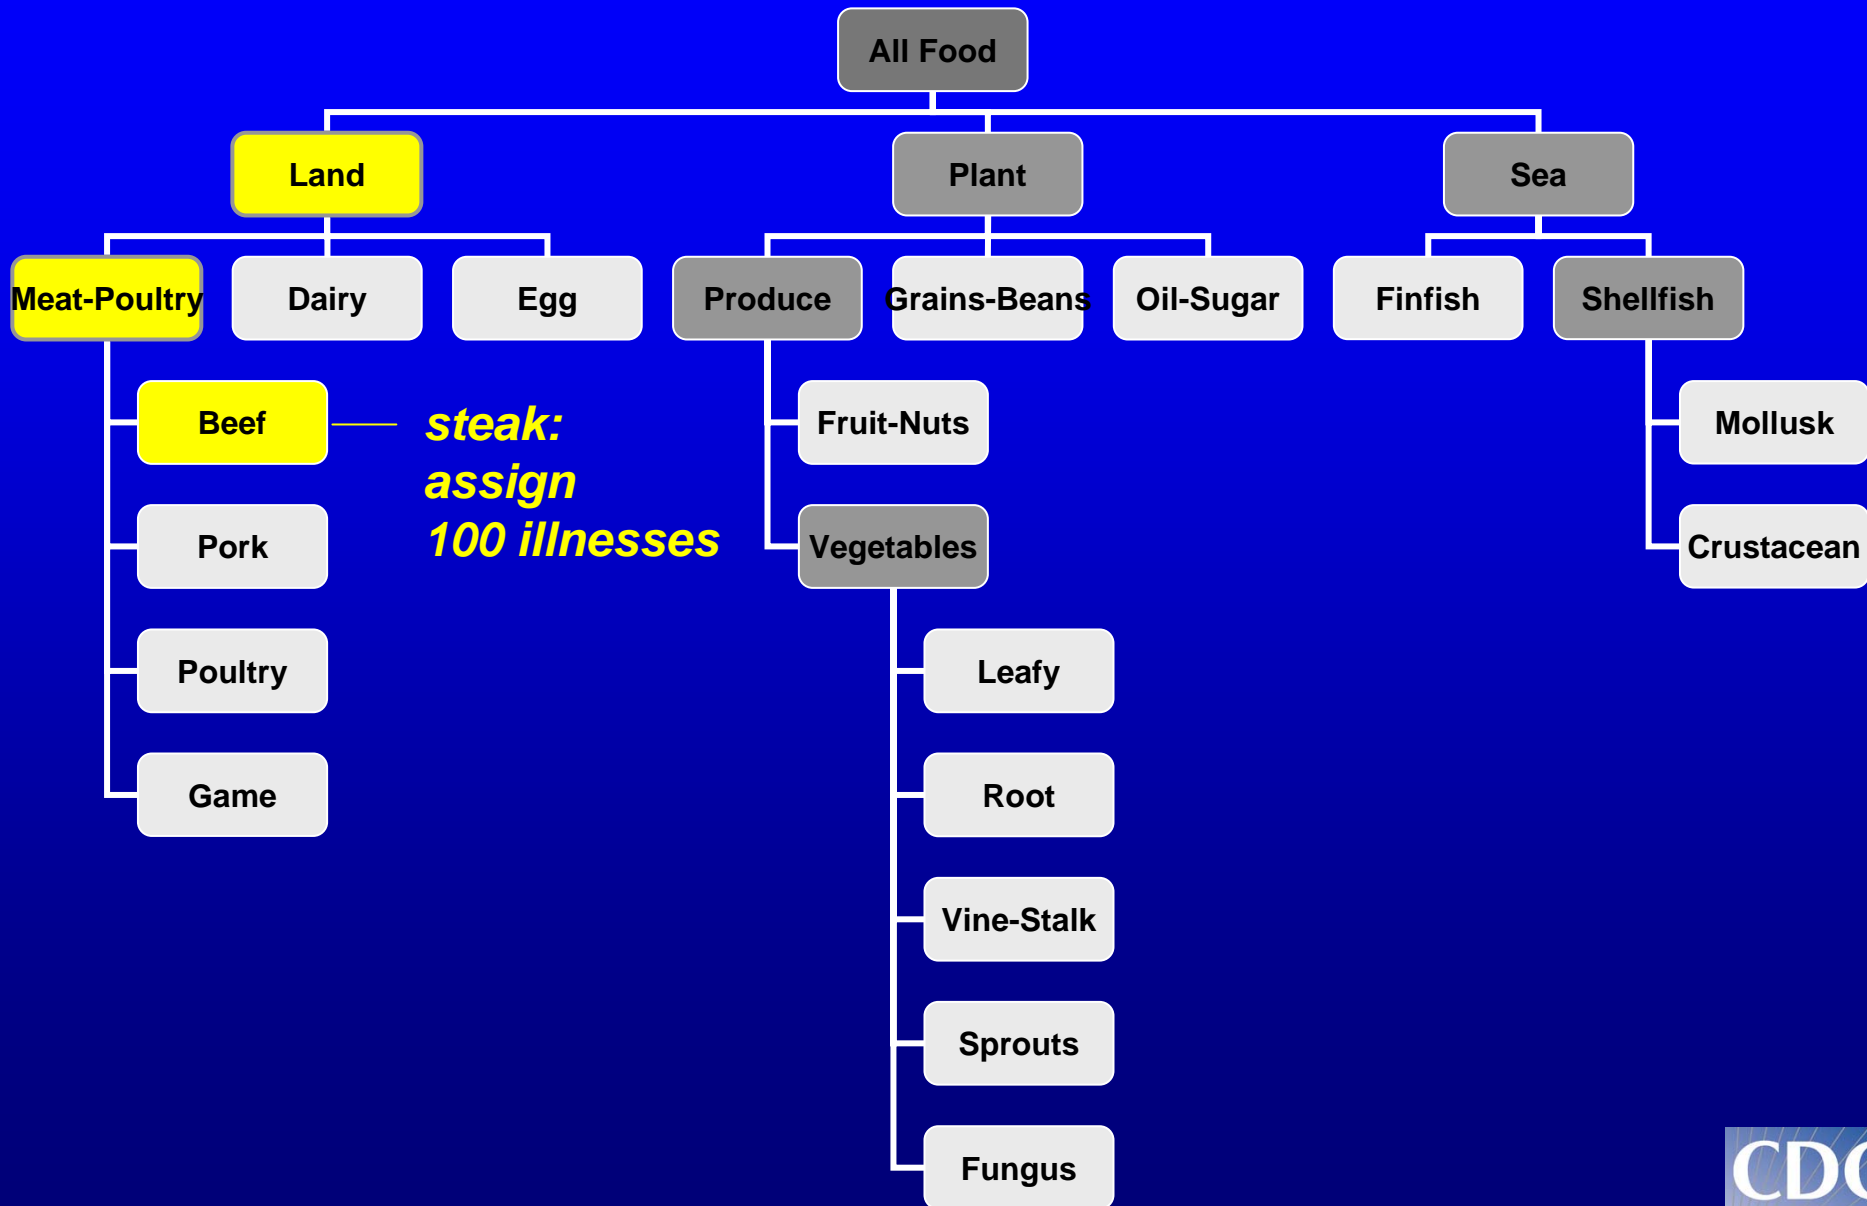 All Food
Land
Plant
Sea
Meat-Poultry
Dairy
Egg
Produce
Grains-Beans
Oil-Sugar
Finfish
Shellfish
Beef
steak:
assign
100 illnesses
Fruit-Nuts
Mollusk
Pork
Vegetables
Crustacean
Poultry
Leafy
Game
Root
Vine-Stalk
Sprouts
Fungus
CDC